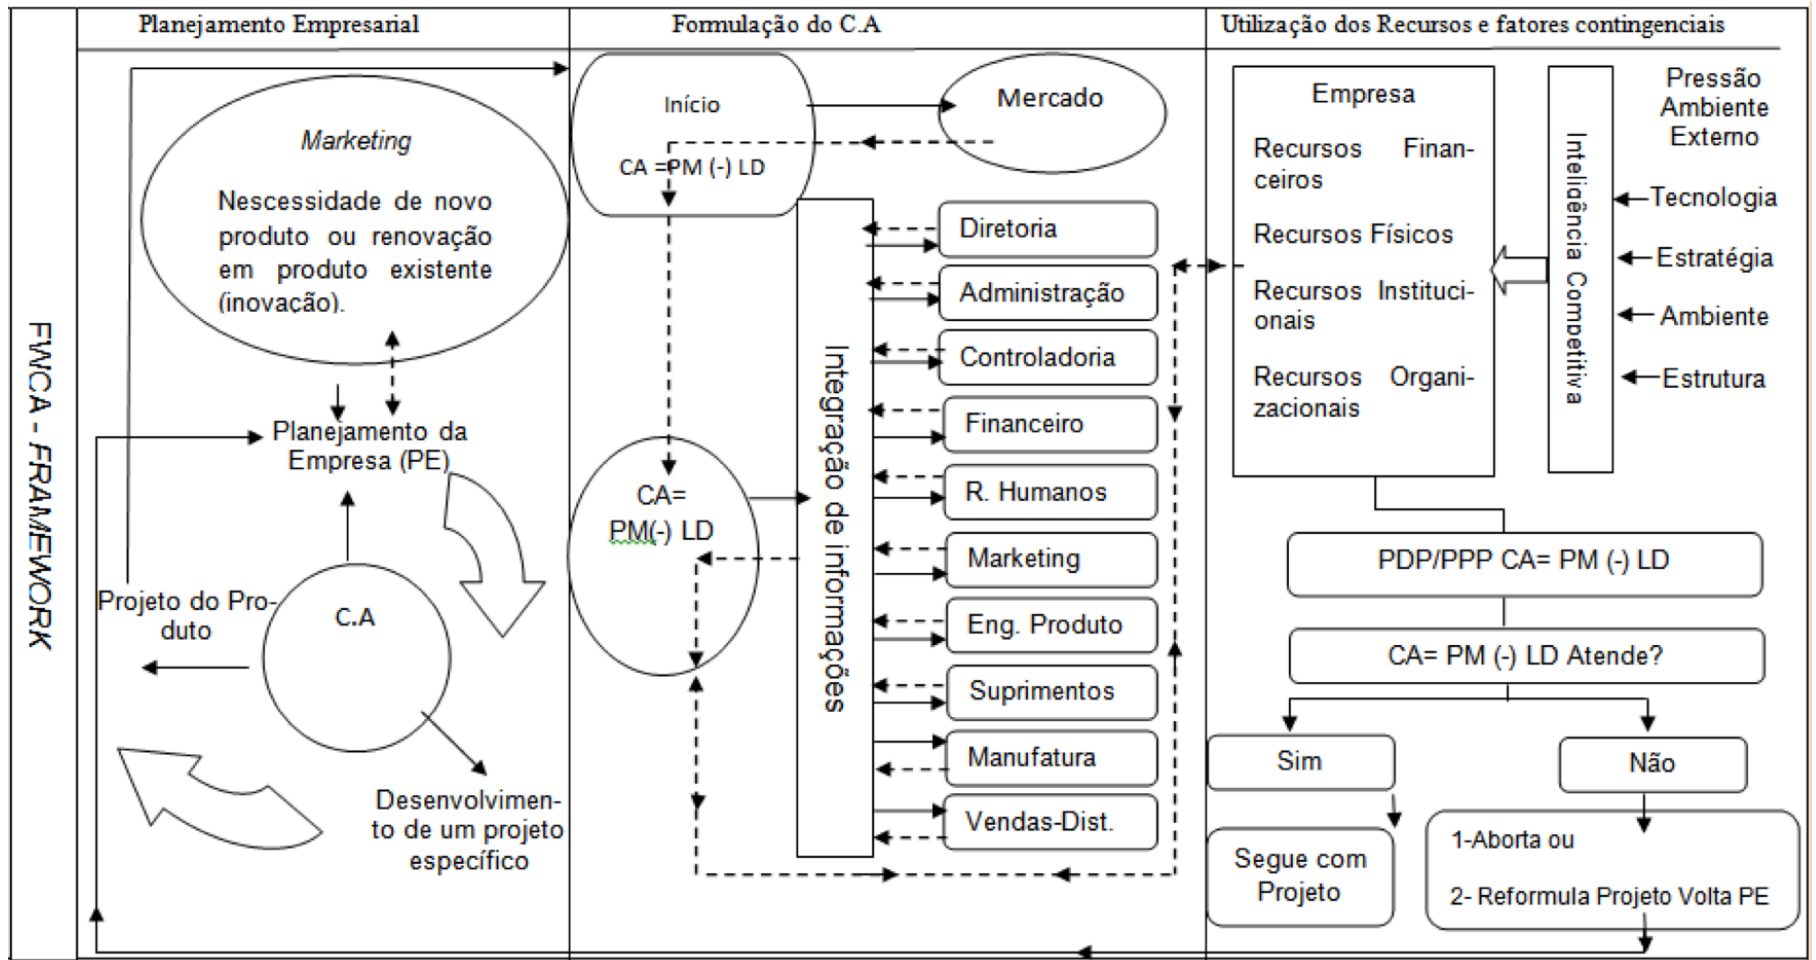 Planejamento Empresarial
Formulação do C.A
Utilização dos Recursos e fatores contingenciais
FWCA - FRAMEWORK
Marketing
Nescessidade de novo
produto ou renovação
em produto existente
(inovação).
Planejamento da
Empresa (PE)
Projeto do Pro-
duto
C.A
Desenvolvimen-
to de um projeto
específico
Início
CA =PM (-) LD
Mercado
CA=
PM(-) LD
Integração de informações
Diretoria
Administração
Controladoria
Financeiro
R. Humanos
Marketing
Eng. Produto
Suprimentos
Manufatura
Vendas-Dist.
Empresa
Recursos Finan-
ceiros
Recursos Físicos
Recursos Instituci-
onais
Recursos Organi-
zacionais
Inteligência Competitiva
Pressão
Ambiente
Externo
Tecnologia
Estratégia
Ambiente
Estrutura
PDP/PPP CA= PM (-) LD
CA= PM (-) LD Atende?
Sim
Não
Segue com
Projeto
1-Aborta ou
2- Reformula Projeto Volta PE